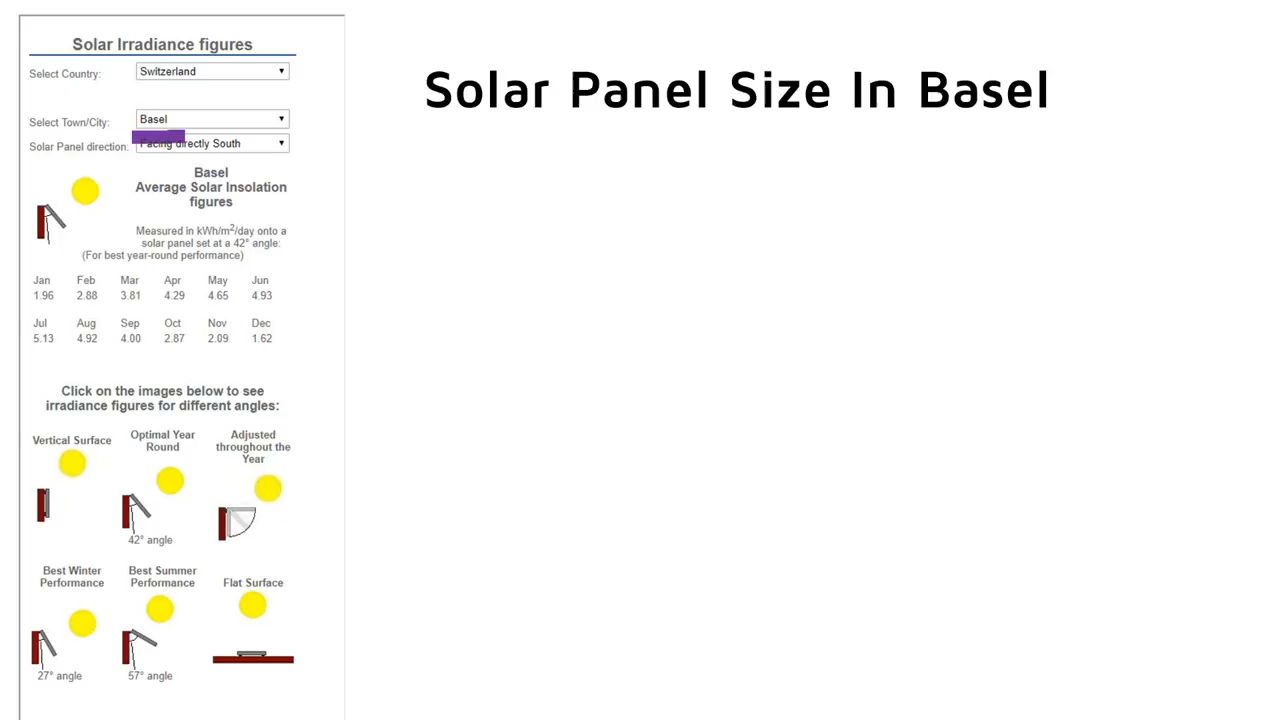 Solar Irradiance figures
Select Country: Switzerland
Select Town/City: Basel
Solar Panel direction: Facing directly South
Basel
Average Solar Insolation
figures
Measured in kWh/m2/day onto a
solar panel set at a 42° angle:
(For best year-round performance)
Jan Feb Mar Apr May Jun
1.96 2.88 3.81 4.29 4.65 4.93
Jul Aug Sep Oct Nov Dec
5.13 4.92 4.00 2.87 2.09 1.62
Click on the images below to see
irradiance figures for different angles:
Vertical Surface
Optimal Year
Round
Adjusted
throughout the
Year
42° angle
Best Winter
Performance
Best Summer
Performance
Flat Surface
27° angle
57° angle
Solar Panel Size In Basel